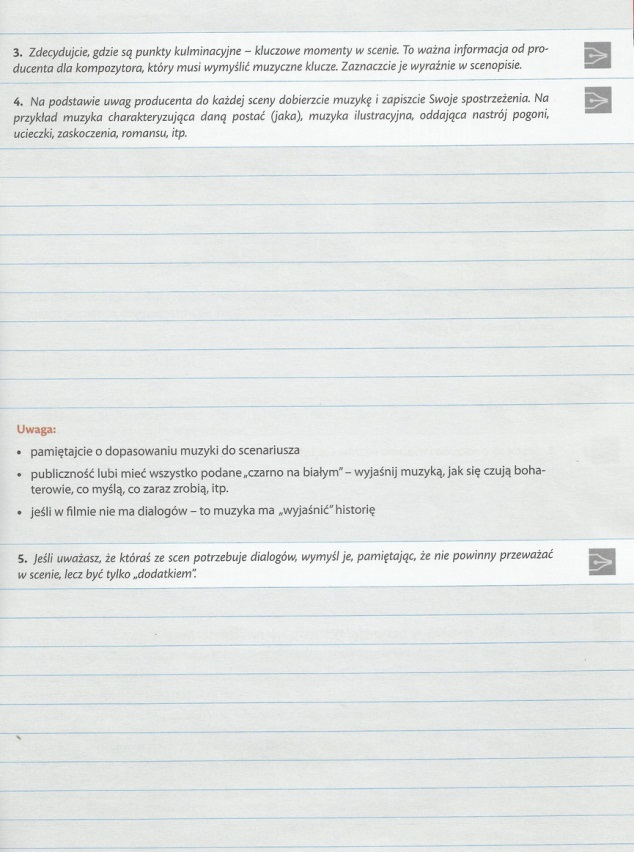 3. Zdecydujcie, gdzie są punkty kulminacyjne – kluczowe momenty w scenie. To ważna informacja od pro-
ducenta dla kompozytora, który musi wymyślić muzyczne klucze. Zaznaczcie je wyraźnie w scenopisie.
4. Na podstawie uwag producenta do każdej sceny dobierzcie muzykę i zapiszcie Swoje spostrzeżenia. Na
przykład muzyka charakteryzująca daną postać (jaka), muzyka ilustracyjna, oddająca nastrój pogoni,
ucieczki, zaskoczenia, romansu, itp.
Uwaga:
• pamiętajcie o dopasowaniu muzyki do scenariusza
• publiczność lubi mieć wszystko podane „czarno na białym” – wyjaśnij muzyką, jak się czują boha-
terowie, co myślą, co zaraz zrobią, itp.
• jeśli w filmie nie ma dialogów – to muzyka ma „wyjaśnić” historię
5. Jeśli uważasz, że któraś ze scen potrzebuje dialogów, wymyśl je, pamiętając, że nie powinny przeważać
w scenie, lecz być tylko „dodatkiem”.